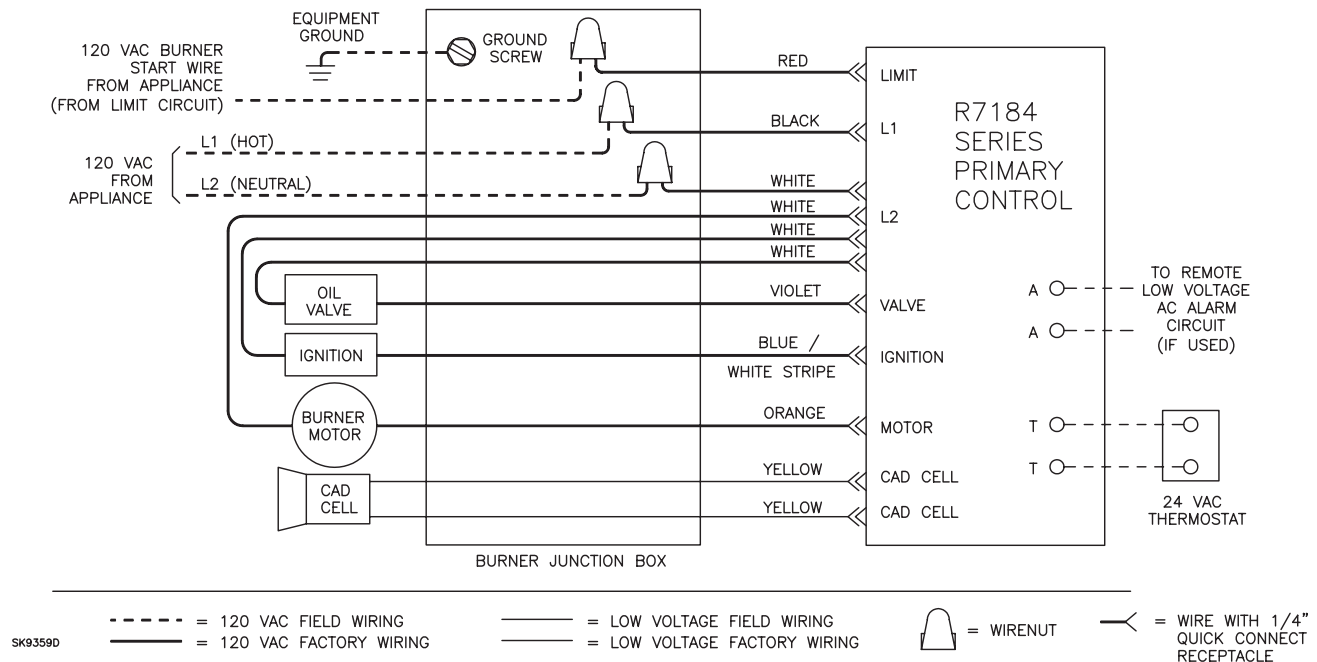 EQUIPMENT
GROUND
GROUND
SCREW
120 VAC BURNER
START WIRE
FROM APPLIANCE
(FROM LIMIT CIRCUIT)
L1 (HOT)
120 VAC
FROM
APPLIANCE
L2 (NEUTRAL)
RED
BLACK
WHITE
WHITE
WHITE
WHITE
VIOLET
BLUE /
WHITE STRIPE
ORANGE
YELLOW
YELLOW
OIL
VALVE
IGNITION
BURNER
MOTOR
CAD
CELL
BURNER JUNCTION BOX
LIMIT
L1
L2
VALVE
IGNITION
MOTOR
CAD CELL
CAD CELL
R7184
SERIES
PRIMARY
CONTROL
A
A
T
T
TO REMOTE
LOW VOLTAGE
AC ALARM
CIRCUIT
(IF USED)
24 VAC
THERMOSTAT
= 120 VAC FIELD WIRING
= 120 VAC FACTORY WIRING
= LOW VOLTAGE FIELD WIRING
= LOW VOLTAGE FACTORY WIRING
= WIRENUT
= WIRE WITH 1/4”
QUICK CONNECT
RECEPTACLE
SK9359D